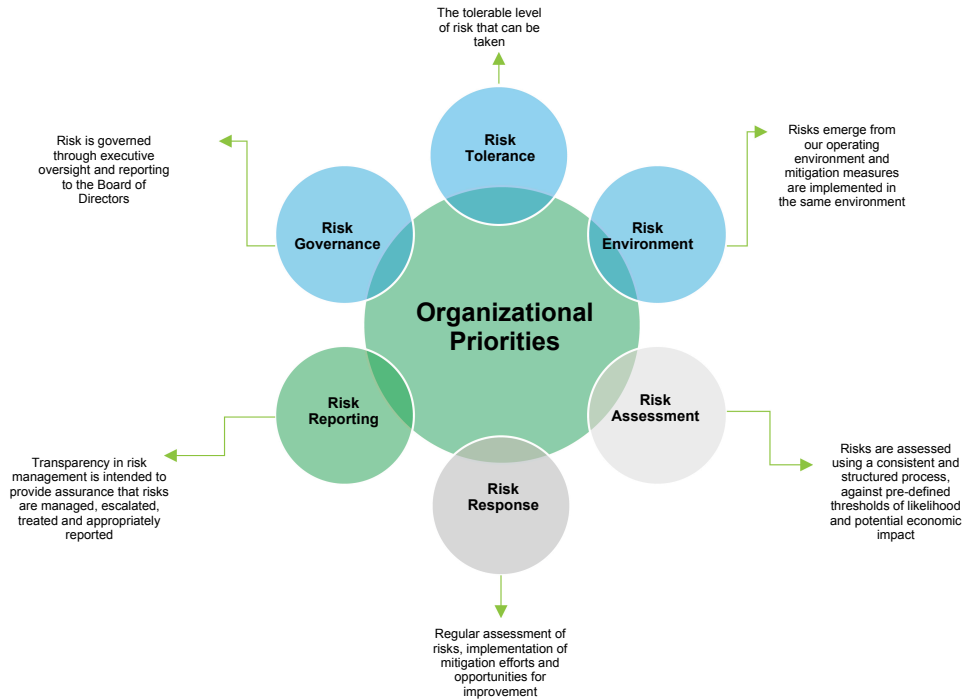 The tolerable level
of risk that can be
taken
Risk
Tolerance
Risk is governed
through executive
oversight and reporting
to the Board of
Directors
Risk
Governance
Risks emerge from
our operating
environment and
mitigation measures
are implemented in
the same environment
Risk
Environment
Organizational
Priorities
Risk
Reporting
Transparency in risk
management is intended to
provide assurance that risks
are managed, escalated,
treated and appropriately
reported
Risk
Assessment
Risks are assessed
using a consistent and
structured process,
against pre-defined
thresholds of likelihood
and potential economic
impact
Risk
Response
Regular assessment of
risks, implementation of
mitigation efforts and
opportunities for
improvement